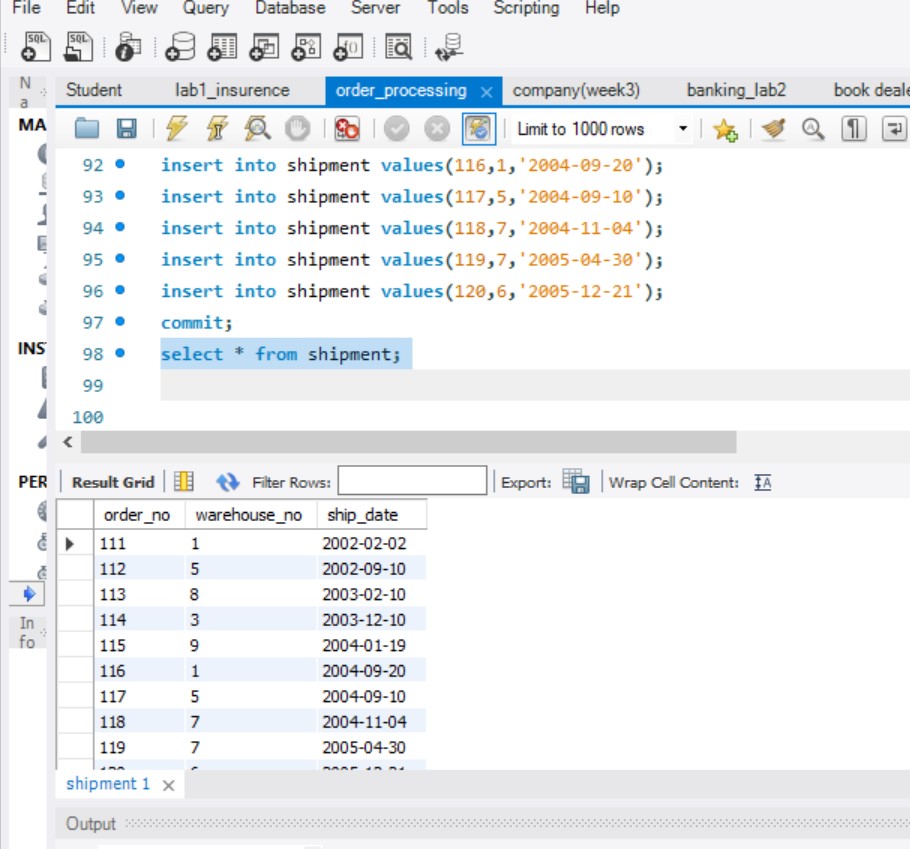 File Edit View Query Database Server Tools Scripting Help
SQL SQL
N
a
Student lab1_insurence order_processing × company(week3) banking_lab2 book deale
MA
Limit to 1000 rows
92 insert into shipment values(116,1,'2004-09-20');
93 insert into shipment values(117,5,'2004-09-10');
94 insert into shipment values(118,7,'2004-11-04');
95 insert into shipment values(119,7,'2005-04-30');
96 insert into shipment values(120,6,'2005-12-21');
97 commit;
INS
98 select * from shipment;
99
100
PER
Result Grid Filter Rows: Export: Wrap Cell Content: IA
order_no warehouse_no ship_date
111 1 2002-02-02
112 5 2002-09-10
113 8 2003-02-10
114 3 2003-12-10
In
fo
115 9 2004-01-19
116 1 2004-09-20
117 5 2004-09-10
118 7 2004-11-04
119 7 2005-04-30
shipment 1 ×
Output